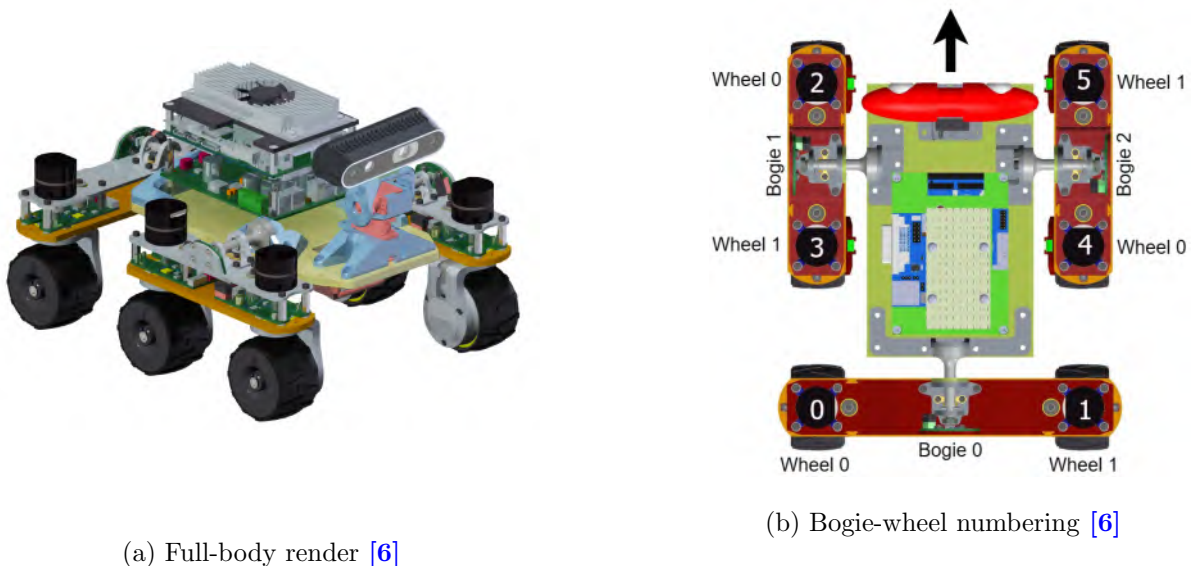 Wheel 0
2
5
Wheel 1
Bogie 1
Bogie 2
Wheel 1
3
4
Wheel 0
0
1
Wheel 0
Bogie 0
Wheel 1
(b) Bogie-wheel numbering [6]
(a) Full-body render [6]